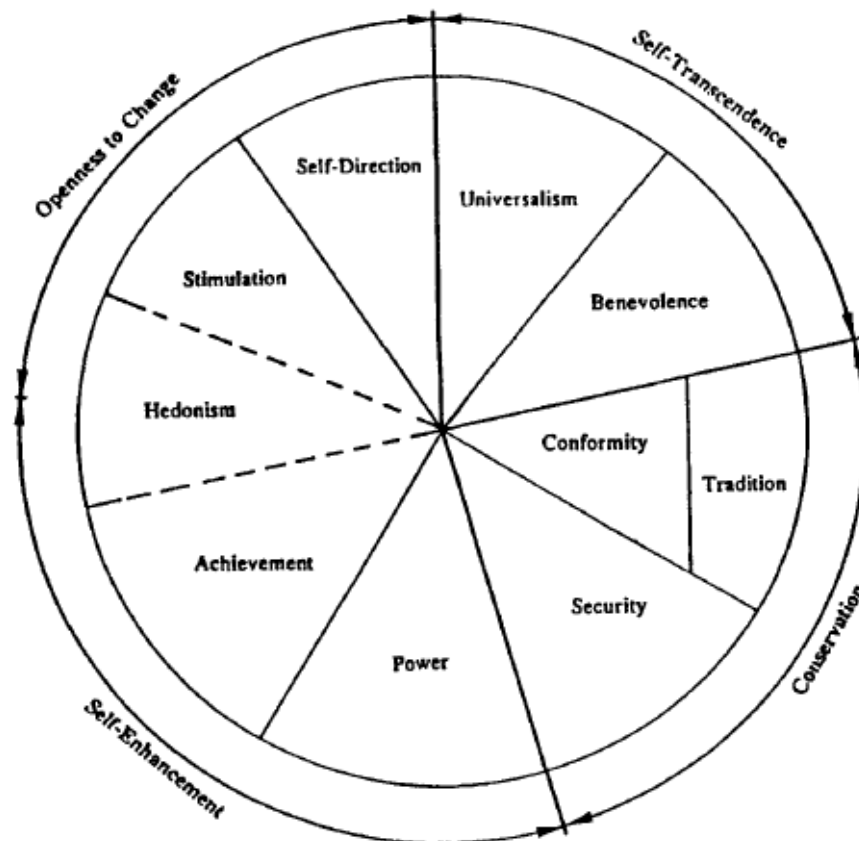 Openness to Change
Self-Transcendence
Self-Direction
Universalism
Stimulation
Benevolence
Hedonism
Conformity
Tradition
Achievement
Security
Power
Self-Enhancement
Conservation